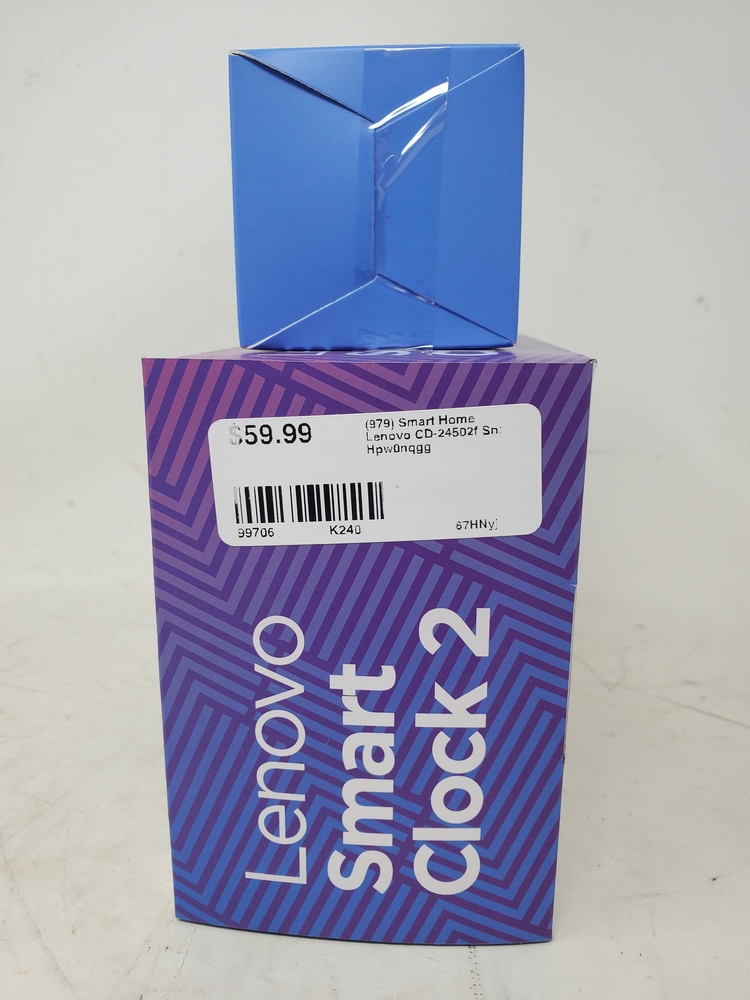 $59.99
(979) Smart Home
Lenovo CD-24502f Sn:
Hpw0nqgg
99706 K240 67HNy
Lenovo
Smart
Clock 2